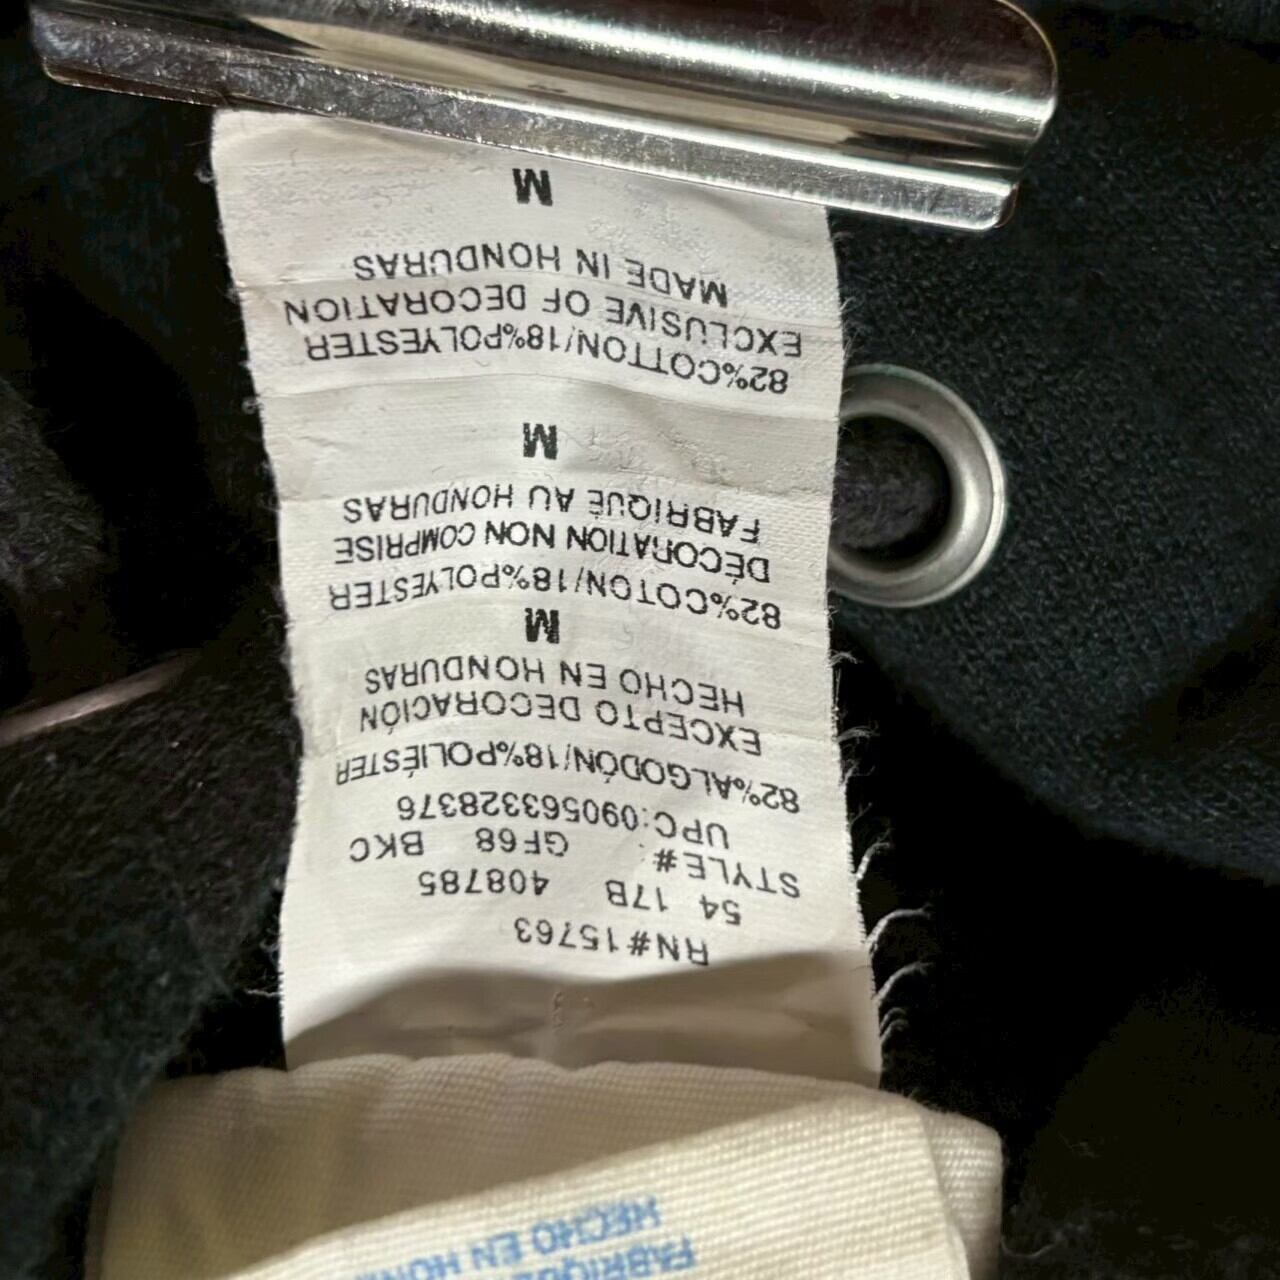 HECHO EN
RN#15763
54 17B 408785
STYLE# GF68 BKC
UPC:090563328376
82%ALGODÓN/18%POLIÉSTER
EXCEPTO DECORACIÓN
HECHO EN HONDURAS
M
82%COTON/18%POLYESTER
DÉCORATION NON COMPRISE
FABRIQUÉ AU HONDURAS
M
82%COTTON/18%POLYESTER
EXCLUSIVE OF DECORATION
MADE IN HONDURAS
M